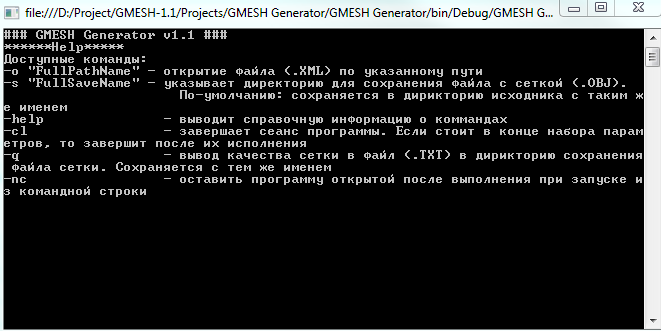 file:///D:/Project/GMESH-1.1/Projects/GMESH Generator/GMESH Generator/bin/Debug/GMESH G...
### GMESH Generator v1.1 ###
******Help*****
Доступные команды:
-o "FullPathName" - открытие файла (.XML) по указанному пути
-s "FullSaveName" - указывает директорию для сохранения файла с сеткой (.OBJ).
По-умолчанию: сохраняется в дирикторию исходника с таким ж
е именем
-help - выводит справочную информацию о коммандах
-cl - завершает сеанс программы. Если стоит в конце набора парам
етров, то завершит после их исполнения
-q - вывод качества сетки в файл (.TXT) в дирикторию сохранения
файла сетки. Сохраняется с тем же именем
-nc - оставить программу открытой после выполнения при запуске и
з командной строки